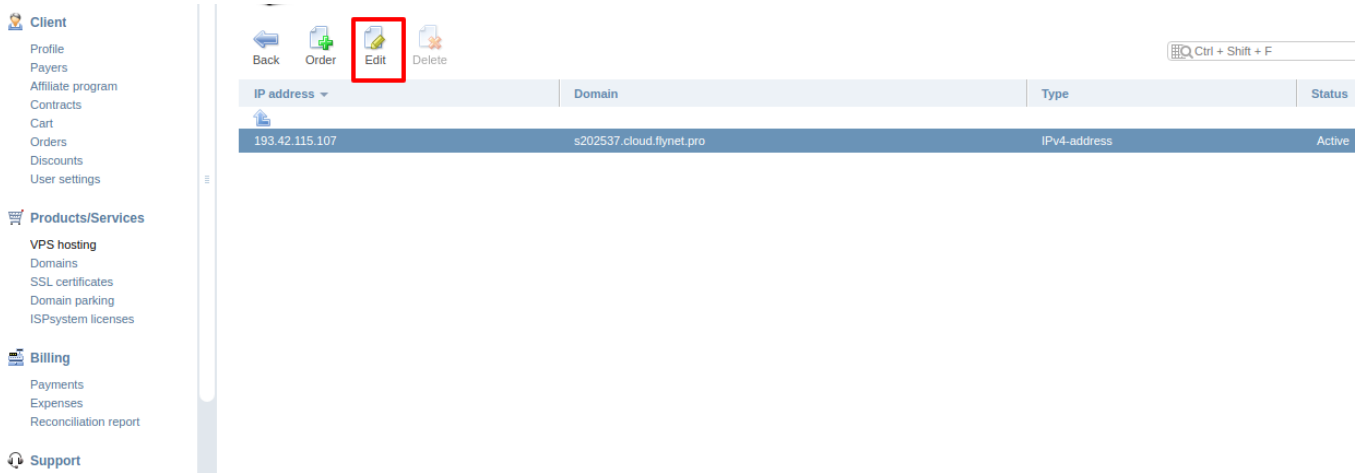 Client
Profile
Payers
Affiliate program
Contracts
Cart
Orders
Discounts
User settings
Products/Services
VPS hosting
Domains
SSL certificates
Domain parking
ISPsystem licenses
Billing
Payments
Expenses
Reconciliation report
Support
Back Order Edit Delete
Ctrl + Shift + F
IP address Domain Type Status
193.42.115.107 s202537.cloud.flynet.pro IPv4-address Active